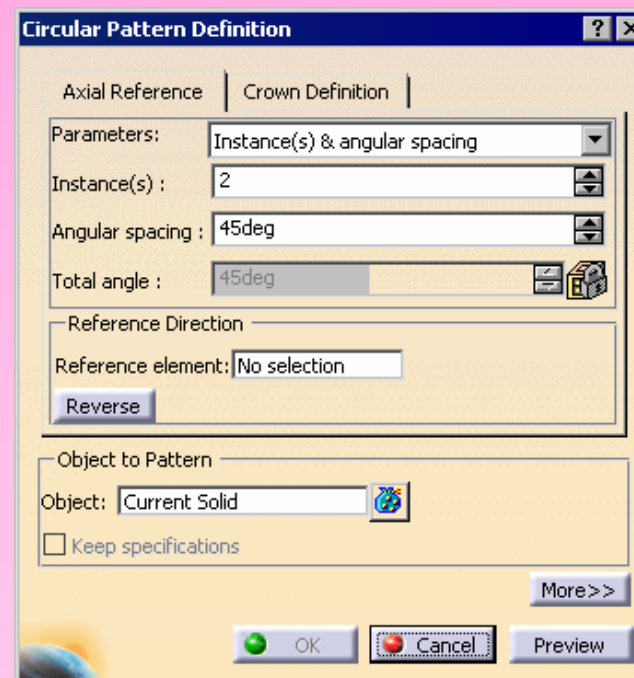 Circular Pattern Definition ? X
Axial Reference Crown Definition
Parameters: Instance(s) & angular spacing
Instance(s) : 2
Angular spacing : 45deg
Total angle : 45deg
Reference Direction
Reference element: No selection
Reverse
Object to Pattern
Object: Current Solid
Keep specifications
More>>
OK Cancel Preview